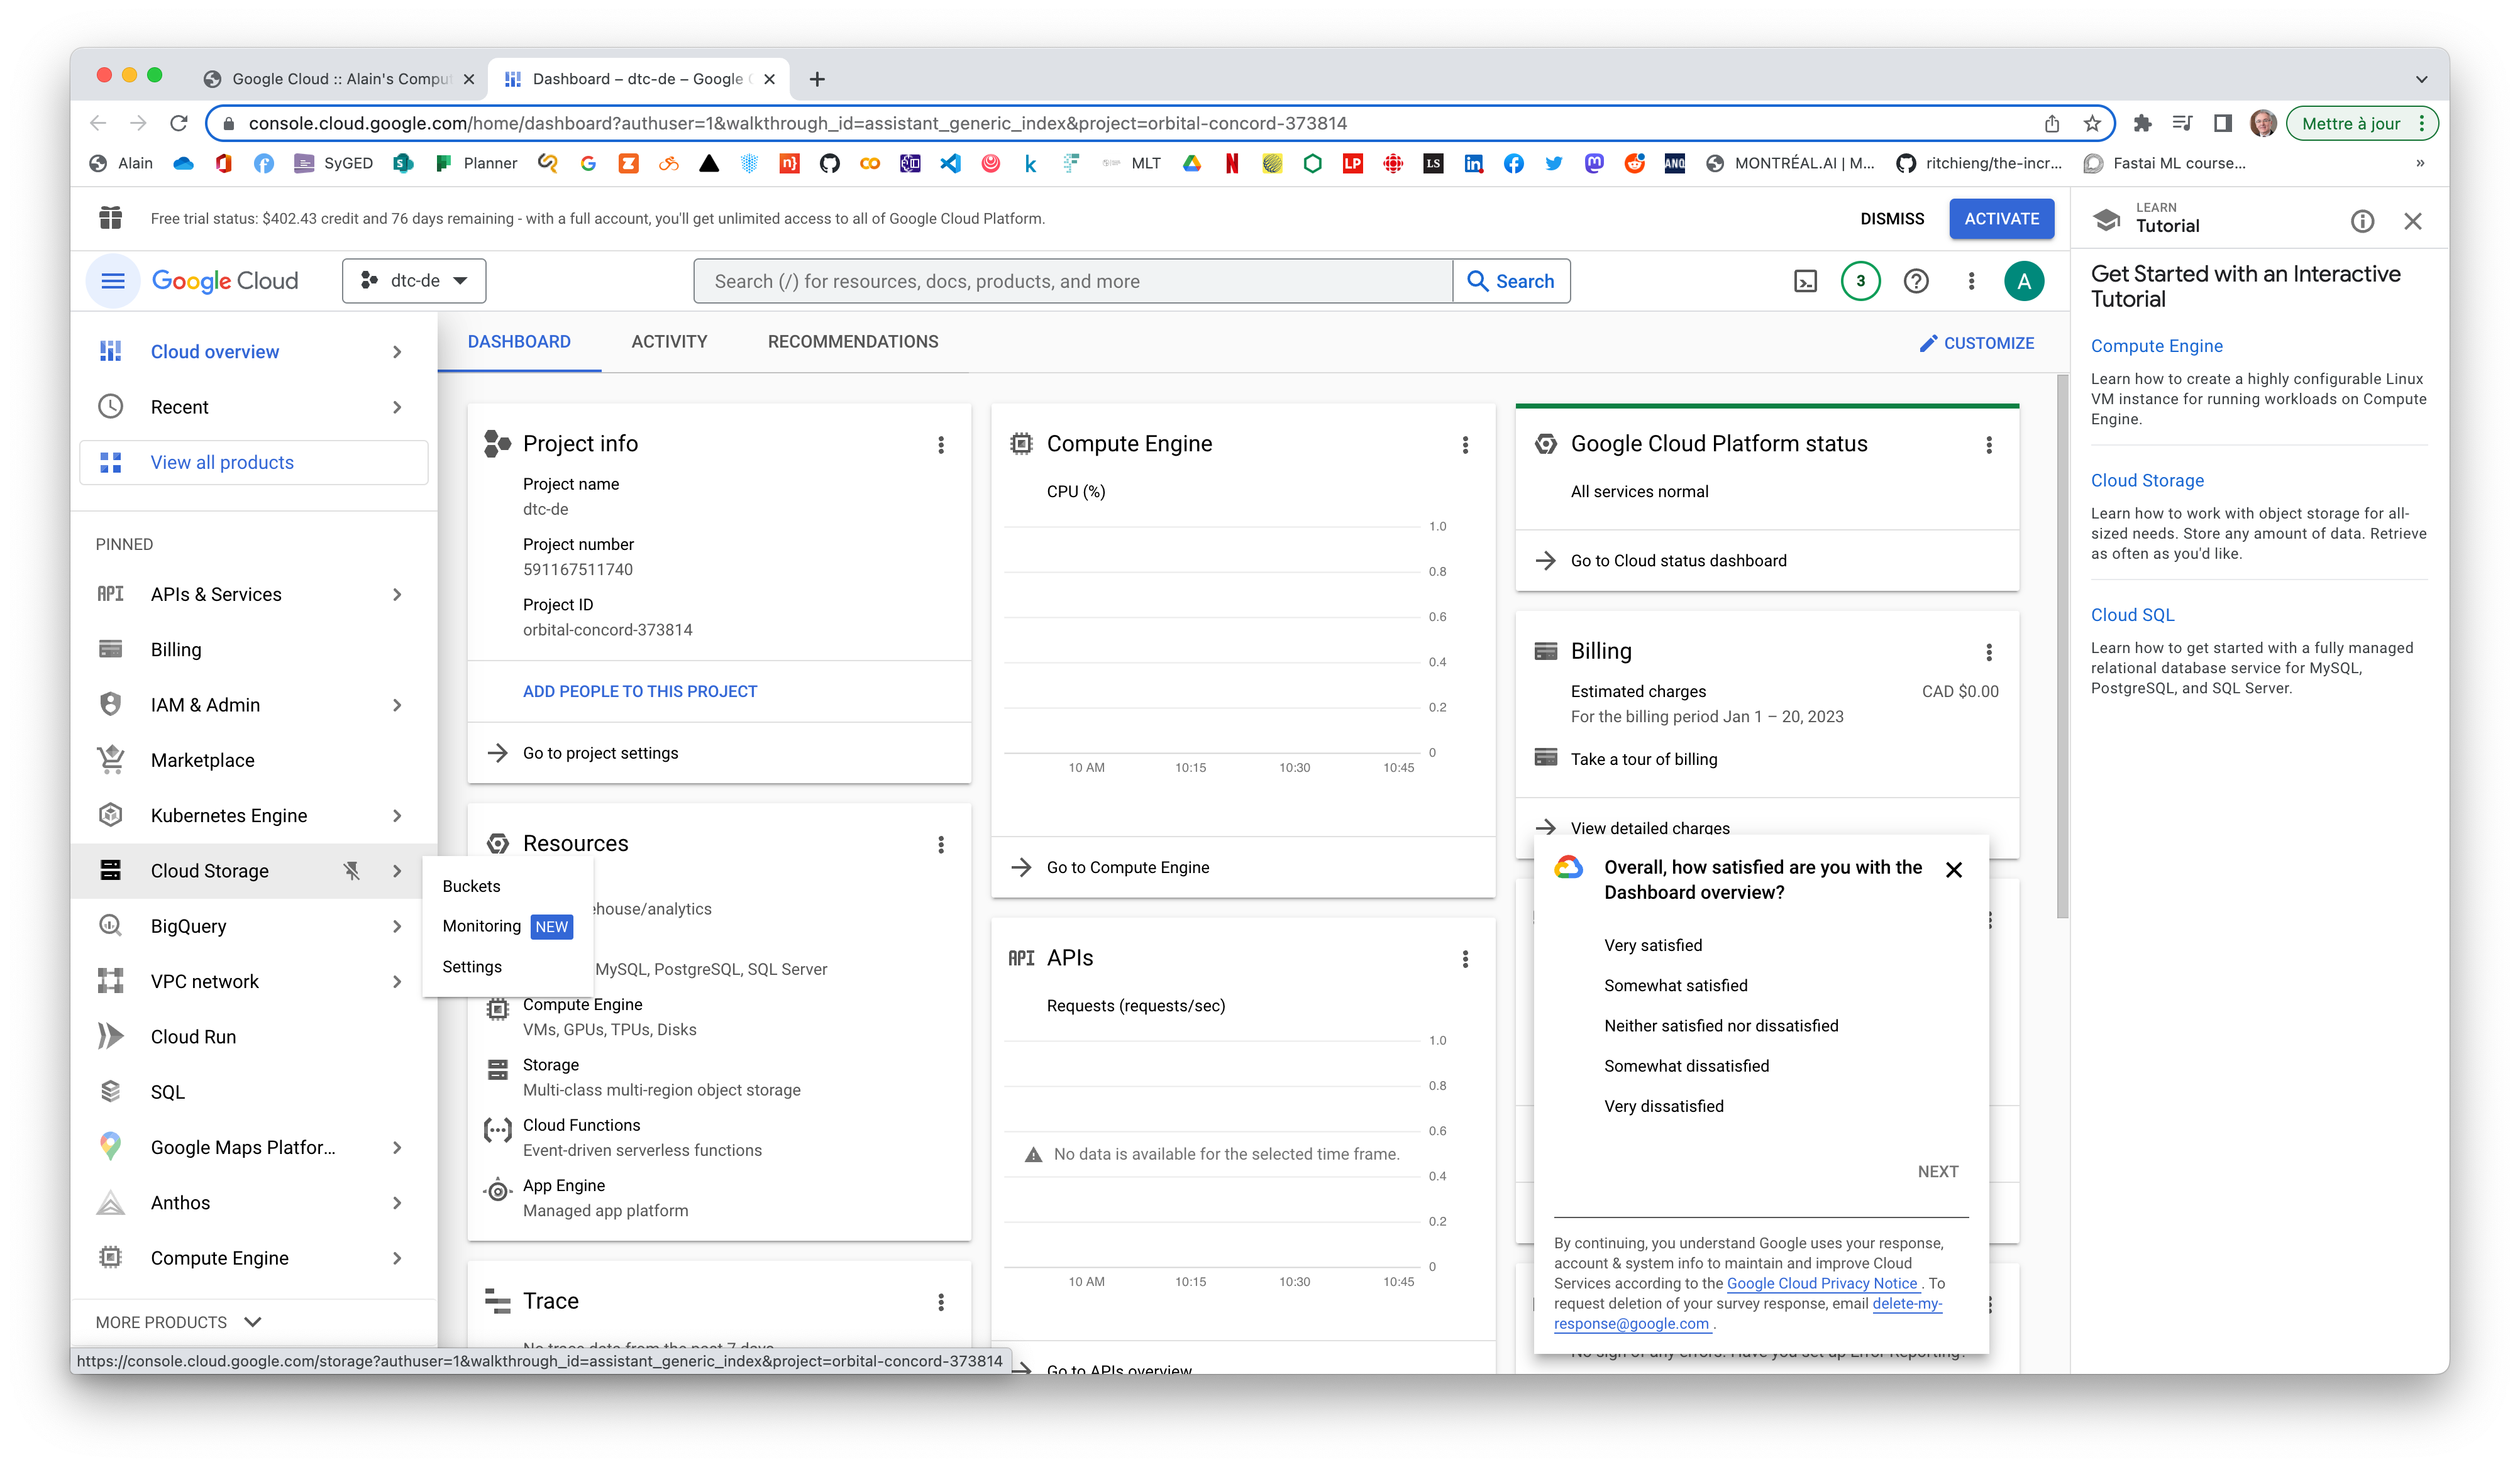 Google Cloud :: Alain's Comput
Dashboard – dtc-de – Google C
console.cloud.google.com/home/dashboard?authuser=1&walkthrough_id=assistant_generic_index&project=orbital-concord-373814
Mettre à jour
Alain
SyGED
Planner
MLT
LP
LS
ANQ
MONTRÉAL.AI | M...
ritchieng/the-incr...
Fastai ML course...
Free trial status: $402.43 credit and 76 days remaining - with a full account, you'll get unlimited access to all of Google Cloud Platform.
DISMISS
ACTIVATE
Google Cloud
dtc-de
Search (/) for resources, docs, products, and more
Search
3
A
LEARN
Tutorial
Get Started with an Interactive
Tutorial
Compute Engine
Learn how to create a highly configurable Linux
VM instance for running workloads on Compute
Engine.
Cloud Storage
Learn how to work with object storage for all-
sized needs. Store any amount of data. Retrieve
as often as you'd like.
Cloud SQL
Learn how to get started with a fully managed
relational database service for MySQL,
PostgreSQL, and SQL Server.
Cloud overview
Recent
View all products
PINNED
API
APIs & Services
Billing
IAM & Admin
Marketplace
Kubernetes Engine
Cloud Storage
BigQuery
VPC network
Cloud Run
SQL
Google Maps Platfor...
Anthos
Compute Engine
MORE PRODUCTS
Buckets
Monitoring NEW
Settings
DASHBOARD
ACTIVITY
RECOMMENDATIONS
CUSTOMIZE
Project info
Project name
dtc-de
Project number
591167511740
Project ID
orbital-concord-373814
ADD PEOPLE TO THIS PROJECT
Go to project settings
Resources
ehouse/analytics
MySQL, PostgreSQL, SQL Server
Compute Engine
VMs, GPUs, TPUs, Disks
Storage
Multi-class multi-region object storage
Cloud Functions
Event-driven serverless functions
App Engine
Managed app platform
Trace
No trace data from the past 7 days
Compute Engine
CPU (%)
1.0
0.8
0.6
0.4
0.2
0
10 AM
10:15
10:30
10:45
Go to Compute Engine
API
APIs
Requests (requests/sec)
1.0
0.8
0.6
No data is available for the selected time frame.
0.4
0.2
0
10 AM
10:15
10:30
10:45
Go to APIs overview
Google Cloud Platform status
All services normal
Go to Cloud status dashboard
Billing
Estimated charges
CAD $0.00
For the billing period Jan 1 – 20, 2023
Take a tour of billing
View detailed charges
Overall, how satisfied are you with the
Dashboard overview?
Very satisfied
Somewhat satisfied
Neither satisfied nor dissatisfied
Somewhat dissatisfied
Very dissatisfied
NEXT
By continuing, you understand Google uses your response,
account & system info to maintain and improve Cloud
Services according to the Google Cloud Privacy Notice . To
request deletion of your survey response, email delete-my-
response@google.com .
No sign of any errors. Have you set up Error Reporting?
https://console.cloud.google.com/storage?authuser=1&walkthrough_id=assistant_generic_index&project=orbital-concord-373814